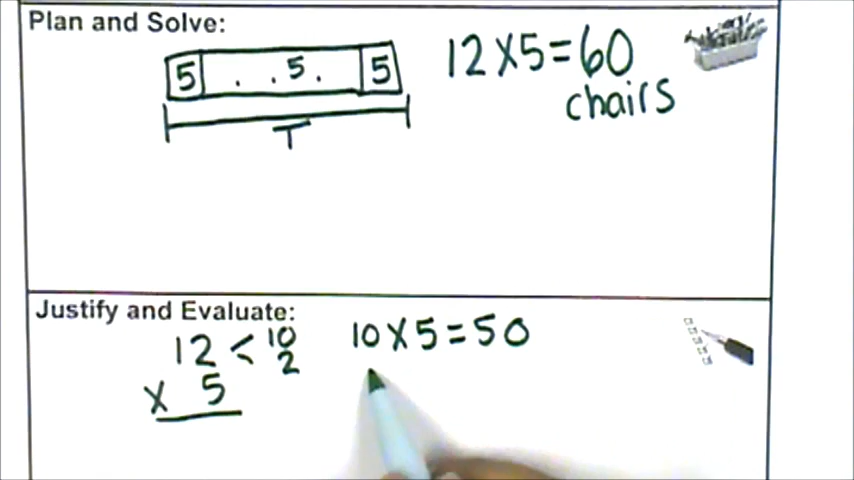 Plan and Solve:
5 . . 5 . 5
T
12 X 5 = 60
chairs
Justify and Evaluate:
12 < 10
2
X 5
10 X 5 = 50